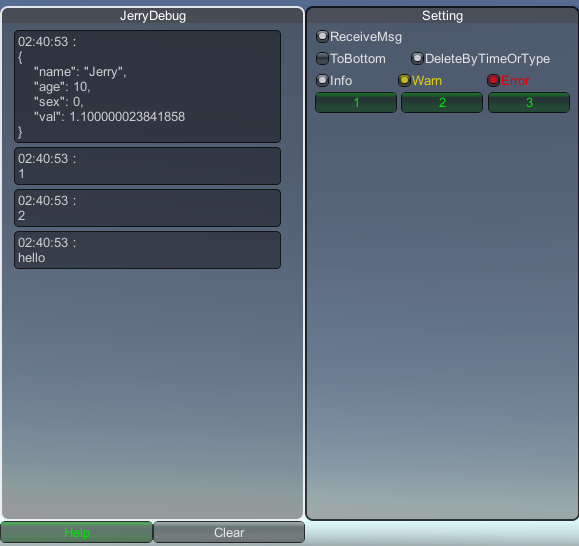 JerryDebug
02:40:53 :
{
    "name": "Jerry",
    "age": 10,
    "sex": 0,
    "val": 1.100000023841858
}
02:40:53 :
1
02:40:53 :
2
02:40:53 :
hello
Help
Clear
Setting
ReceiveMsg
ToBottom DeleteByTimeOrType
Info Warn Error
1 2 3